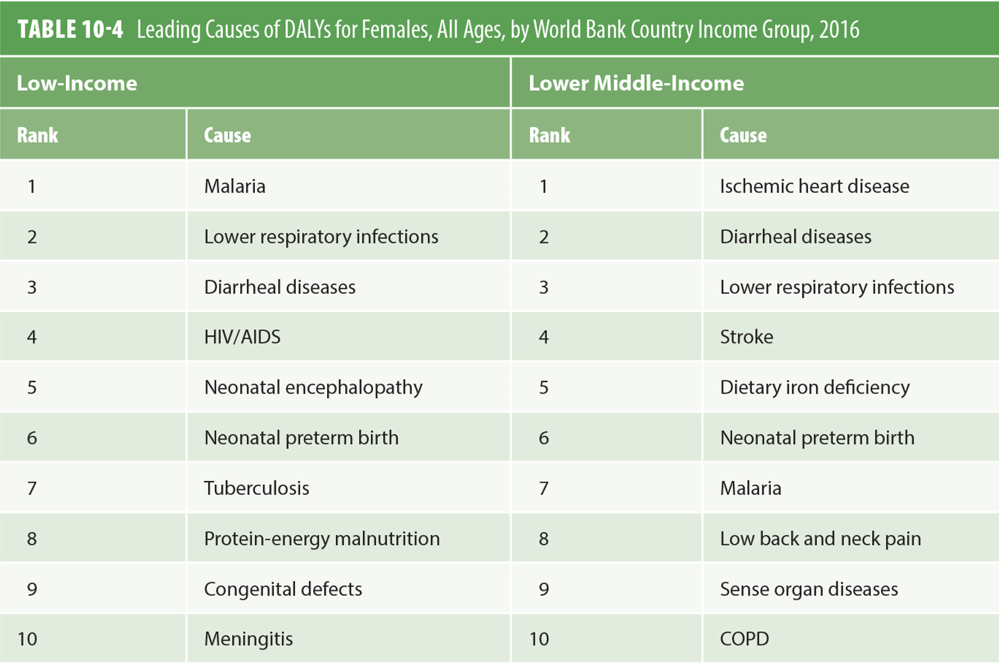 TABLE 10-4 Leading Causes of DALYs for Females, All Ages, by World Bank Country Income Group, 2016
Low-Income Lower Middle-Income
Rank Cause Rank Cause
1 Malaria 1 Ischemic heart disease
2 Lower respiratory infections 2 Diarrheal diseases
3 Diarrheal diseases 3 Lower respiratory infections
4 HIV/AIDS 4 Stroke
5 Neonatal encephalopathy 5 Dietary iron deficiency
6 Neonatal preterm birth 6 Neonatal preterm birth
7 Tuberculosis 7 Malaria
8 Protein-energy malnutrition 8 Low back and neck pain
9 Congenital defects 9 Sense organ diseases
10 Meningitis 10 COPD